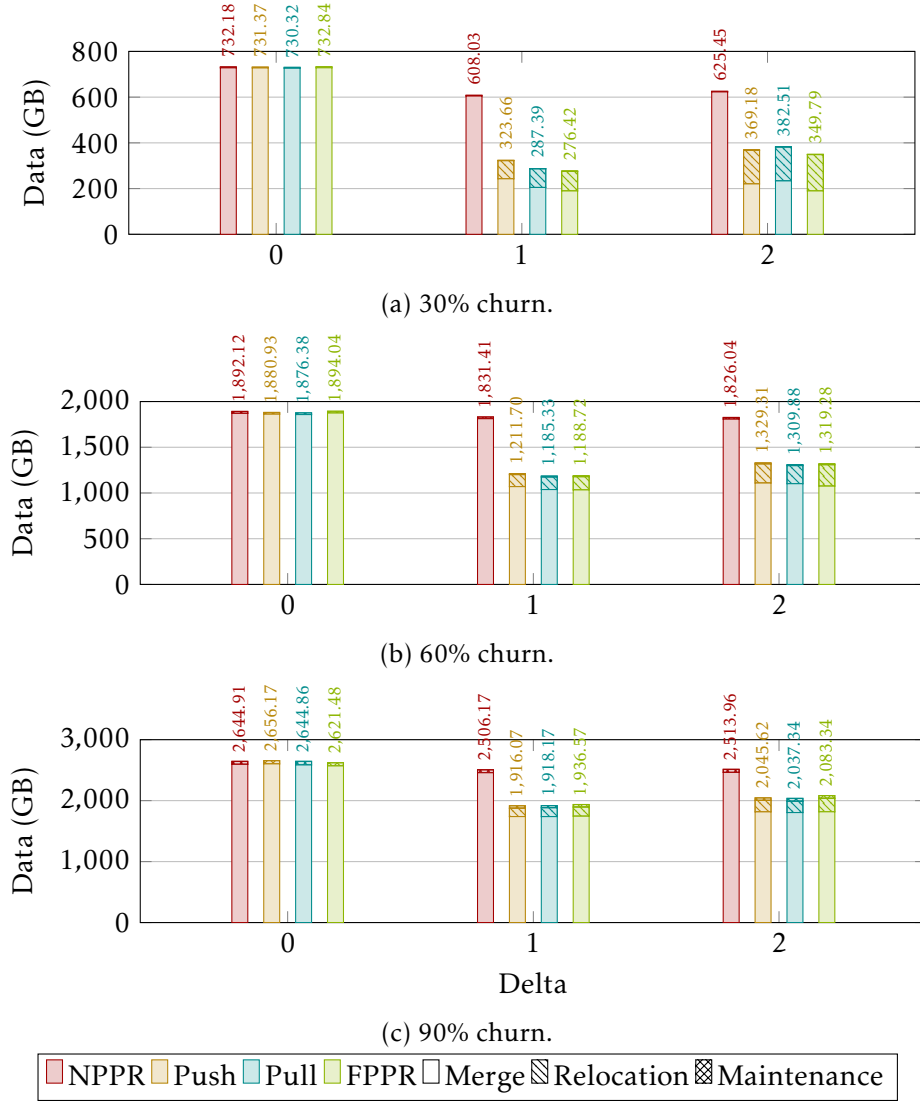 732.18 731.37 730.32 732.84 608.03 323.66 287.39 276.42 625.45 369.18 382.51 349.79
Data (GB)
800
600
400
200
0
0 1 2
(a) 30% churn.
1,892.12 1,880.93 1,876.38 1,894.04 1,831.41 1,211.70 1,185.33 1,188.72 1,826.04 1,329.31 1,309.88 1,319.28
Data (GB)
2,000
1,500
1,000
500
0
0 1 2
(b) 60% churn.
2,644.91 2,656.17 2,644.86 2,621.48 2,506.17 1,916.07 1,918.17 1,936.57 2,513.96 2,045.62 2,037.34 2,083.34
Data (GB)
3,000
2,000
1,000
0
0 1 2
Delta
(c) 90% churn.
NPPR Push Pull FPPR Merge Relocation Maintenance